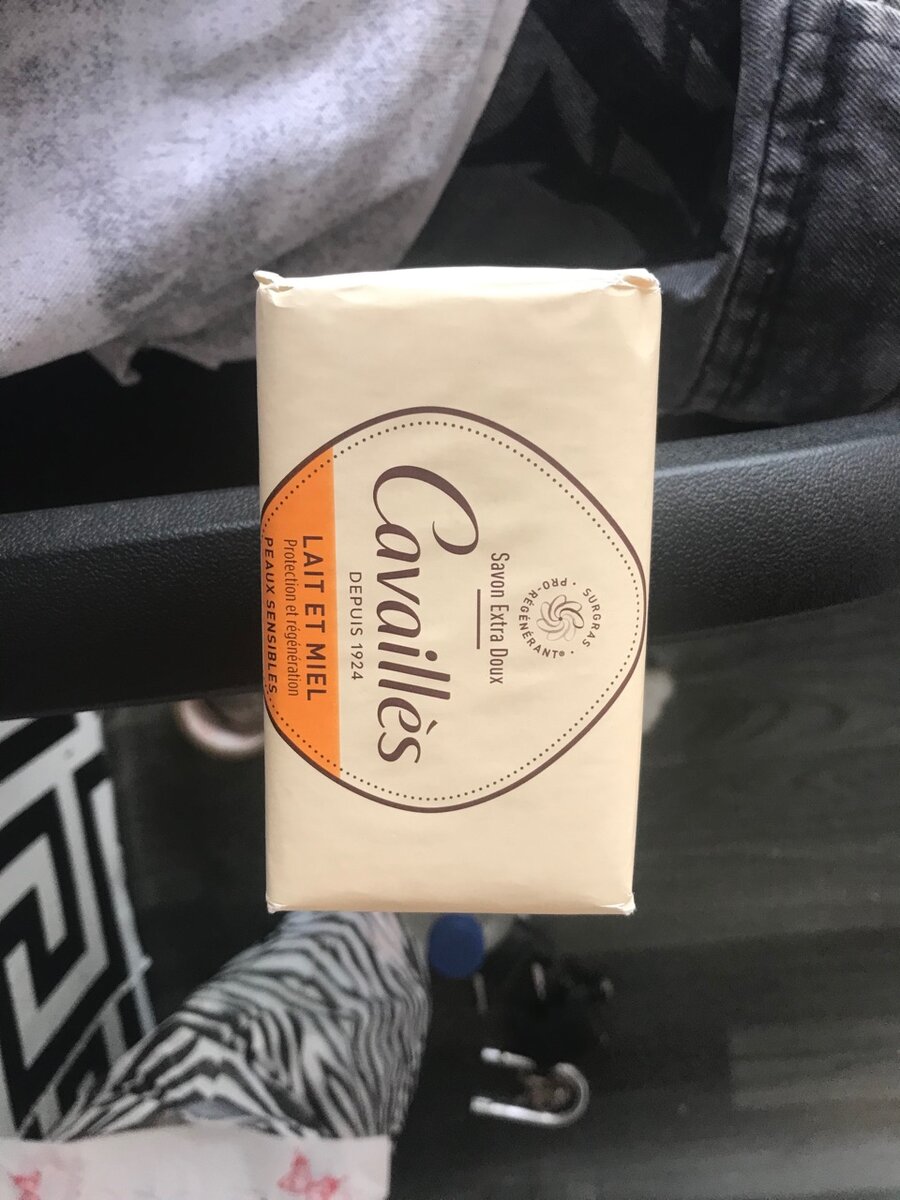 · SURGRAS ·
PRO-RÉGÉNÉRANT®
Savon Extra Doux
Cavaillès
DEPUIS 1924
LAIT ET MIEL
Protection et régénération
PEAUX SENSIBLES